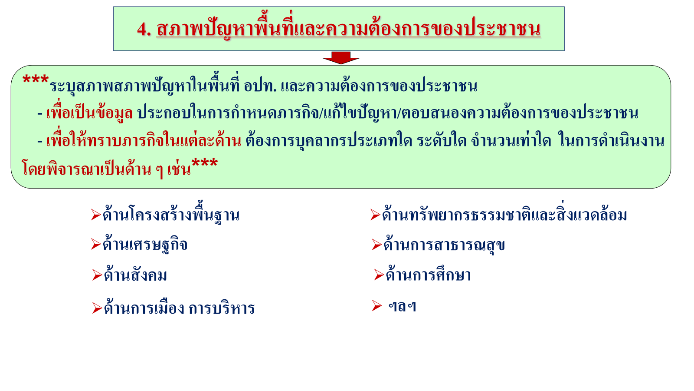 4. สภาพปัญหาพื้นที่และความต้องการของประชาชน
***ระบุสภาพสภาพปัญหาในพื้นที่ อปท. และความต้องการของประชาชน
- เพื่อเป็นข้อมูล ประกอบในการกำหนดภารกิจ/แก้ไขปัญหา/ตอบสนองความต้องการของประชาชน
- เพื่อให้ทราบภารกิจในแต่ละด้าน ต้องการบุคลากรประเภทใด ระดับใด จำนวนเท่าใด ในการดำเนินงาน
โดยพิจารณาเป็นด้าน ๆ เช่น***
➢ด้านโครงสร้างพื้นฐาน
➢ด้านเศรษฐกิจ
➢ด้านสังคม
➢ด้านการเมือง การบริหาร
➢ด้านทรัพยากรธรรมชาติและสิ่งแวดล้อม
➢ด้านการสาธารณสุข
➢ด้านการศึกษา
➢ ฯลฯ